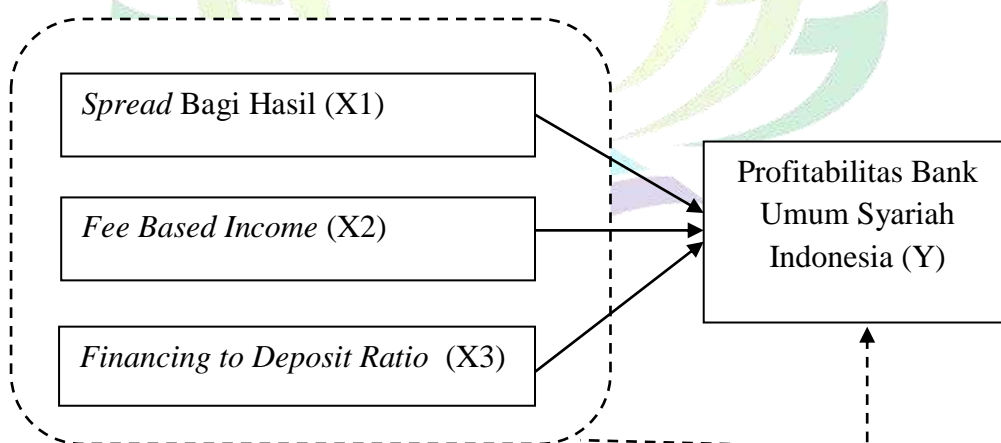 Spread Bagi Hasil (X1)
Fee Based Income (X2)
Financing to Deposit Ratio (X3)
Profitabilitas Bank
Umum Syariah
Indonesia (Y)